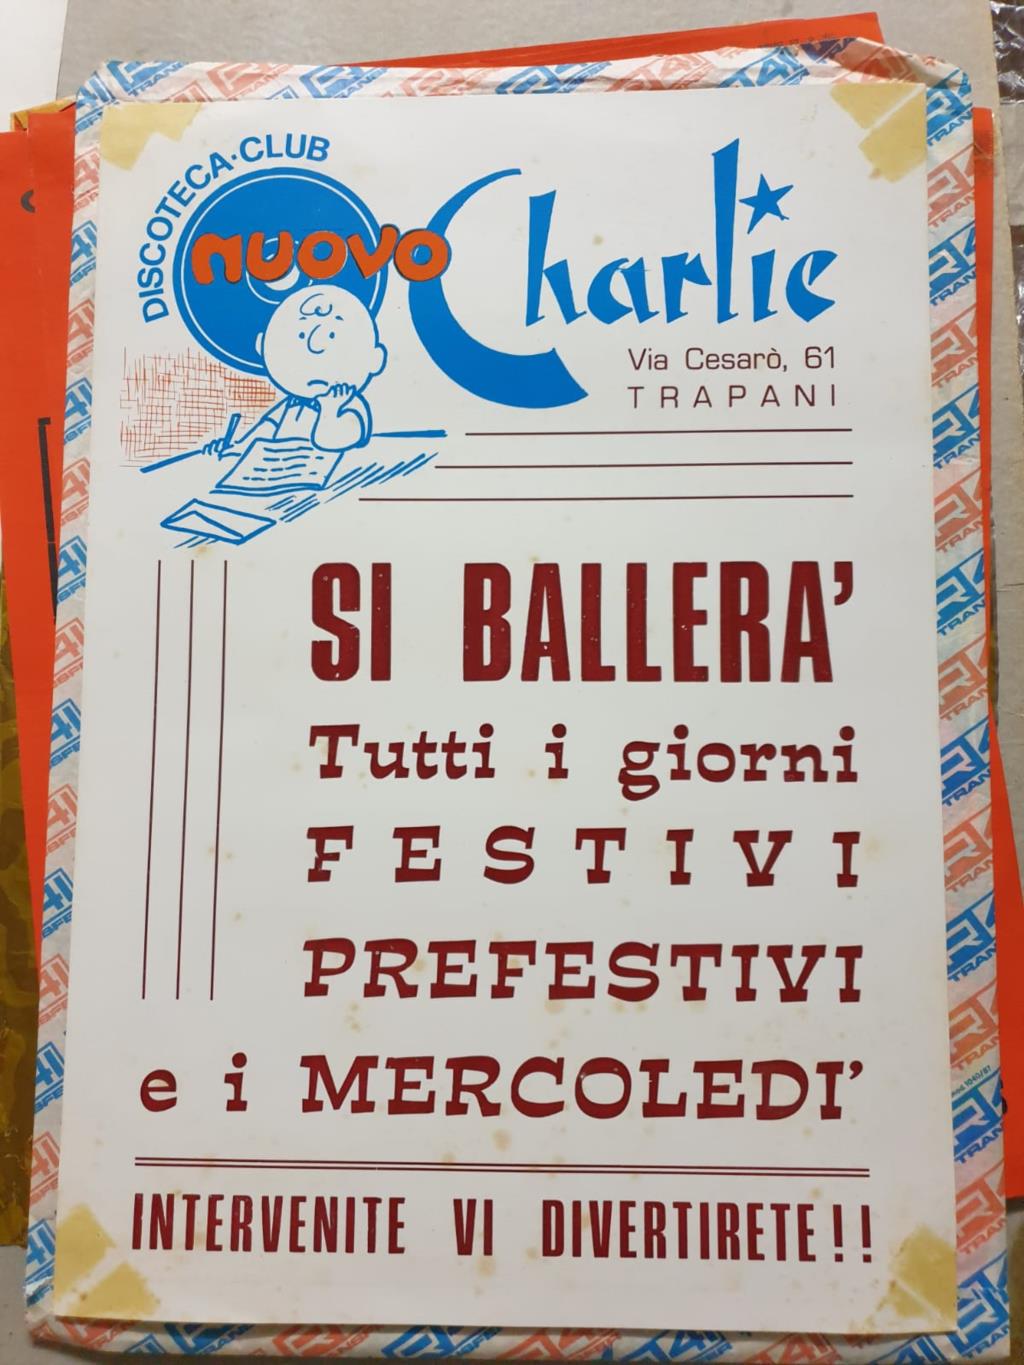 DISCOTECA·CLUB
nuovo
Charlie
Via Cesarò, 61
TRAPANI
SI BALLERA'
Tutti i giorni
FESTIVI
PREFESTIVI
e i MERCOLEDI'
INTERVENITE VI DIVERTIRETE!!